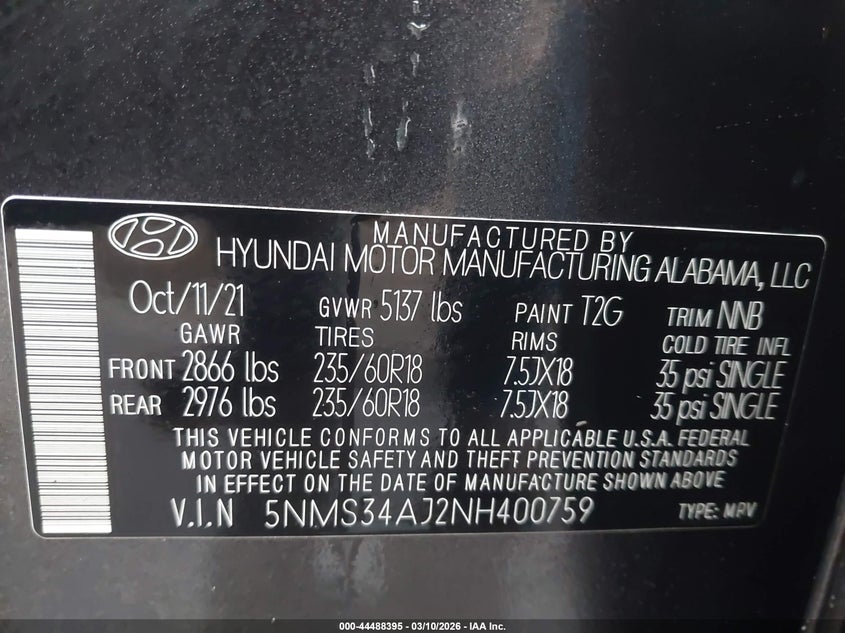 MANUFACTURED BY
HYUNDAI MOTOR MANUFACTURING ALABAMA, LLC
Oct/11/21 GVWR 5137 lbs PAINT T2G TRIM NNB
GAWR TIRES RIMS COLD TIRE INFL
FRONT 2866 lbs 235/60R18 7.5JX18 35 psi SINGLE
REAR 2976 lbs 235/60R18 7.5JX18 35 psi SINGLE
THIS VEHICLE CONFORMS TO ALL APPLICABLE U.S.A. FEDERAL
MOTOR VEHICLE SAFETY AND THEFT PREVENTION STANDARDS
IN EFFECT ON THE DATE OF MANUFACTURE SHOWN ABOVE
V.I.N 5NMS34AJ2NH400759 TYPE: MPV
000-44488395 - 03/10/2026 - IAA Inc.